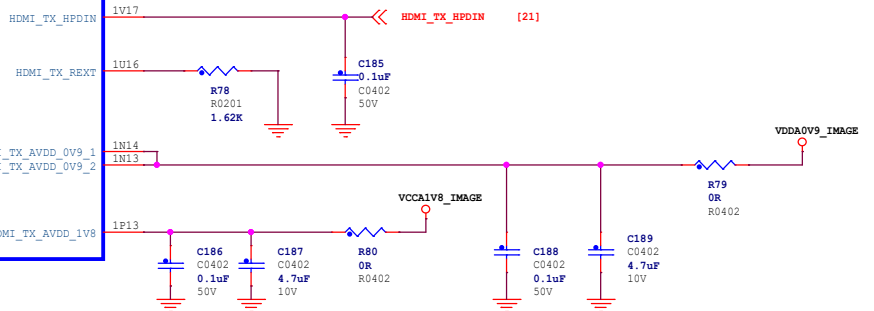 HDMI_TX_HPDIN
1V17
HDMI_TX_HPDIN [21]
C185
0.1uF
C0402
50V
HDMI_TX_REXT
1U16
R78
R0201
1.62K
I_TX_AVDD_0V9_1
1N14
I_TX_AVDD_0V9_2
1N13
VDDA0V9_IMAGE
R79
0R
R0402
VCCA1V8_IMAGE
DMI_TX_AVDD_1V8
1P13
C186
C0402
0.1uF
50V
C187
C0402
4.7uF
10V
R80
0R
R0402
C188
C0402
0.1uF
50V
C189
C0402
4.7uF
10V